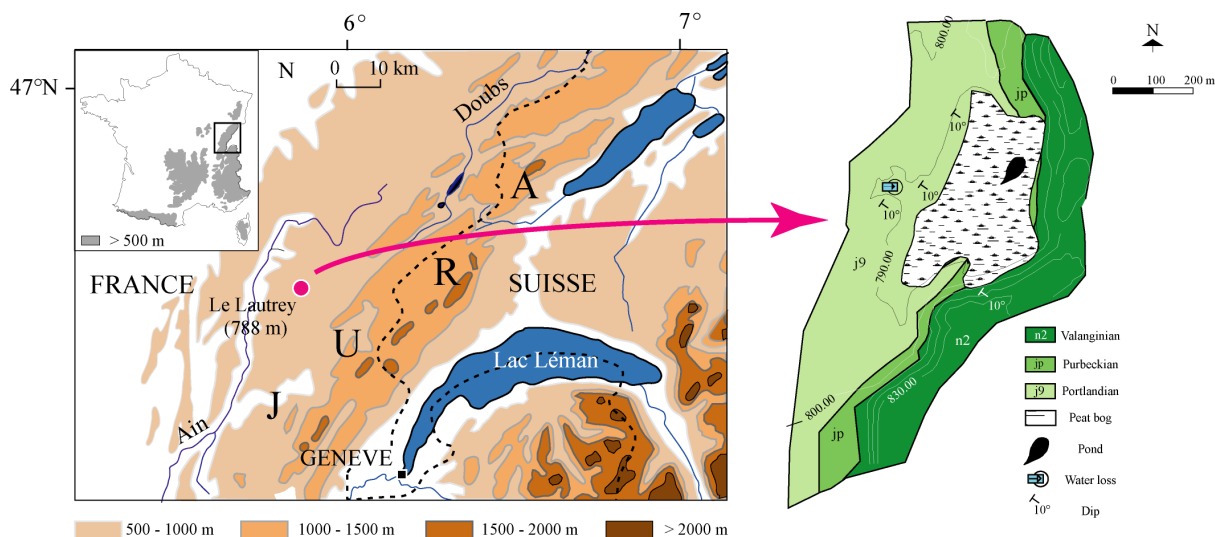 6°
7°
47°N
N
0 10 km
Doubs
> 500 m
FRANCE
Le Lautrey
(788 m)
SUISSE
J
U
R
A
Ain
Lac Léman
GENEVE
500 - 1000 m
1000 - 1500 m
1500 - 2000 m
> 2000 m
N
0 100 200 m
800.00
jp
10°
10°
10°
j9
790.00
10°
n2
800.00
830.00
jp
n2 Valanginian
jp Purbeckian
j9 Portlandian
Peat bog
Pond
Water loss
10° Dip